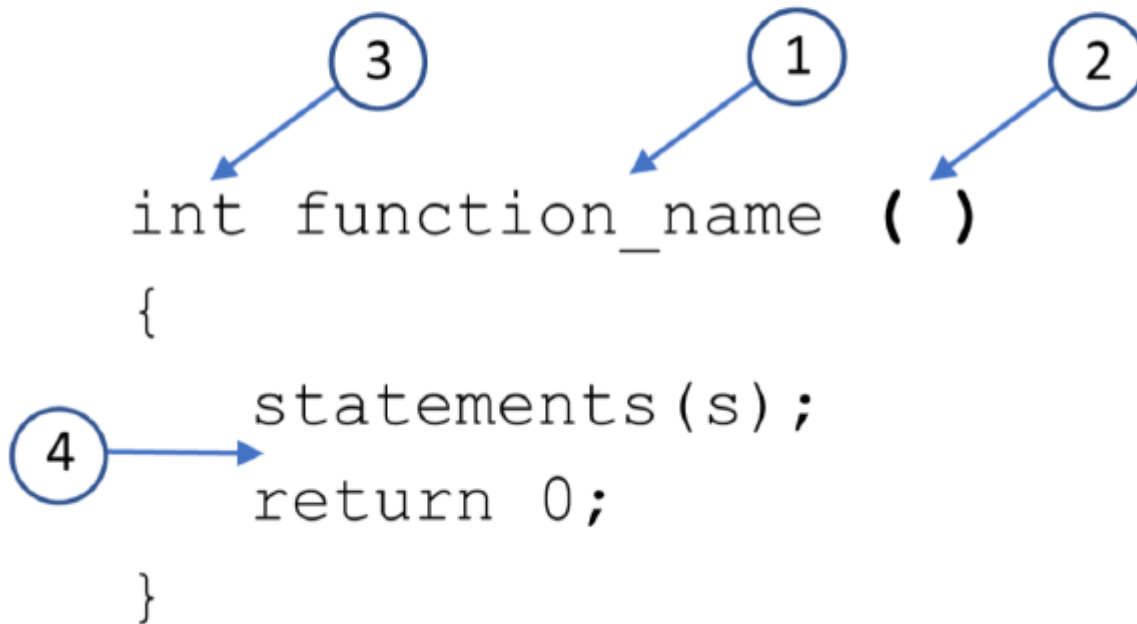 3 1 2
int function_name ( )
{
statements(s);
4
return 0;
}